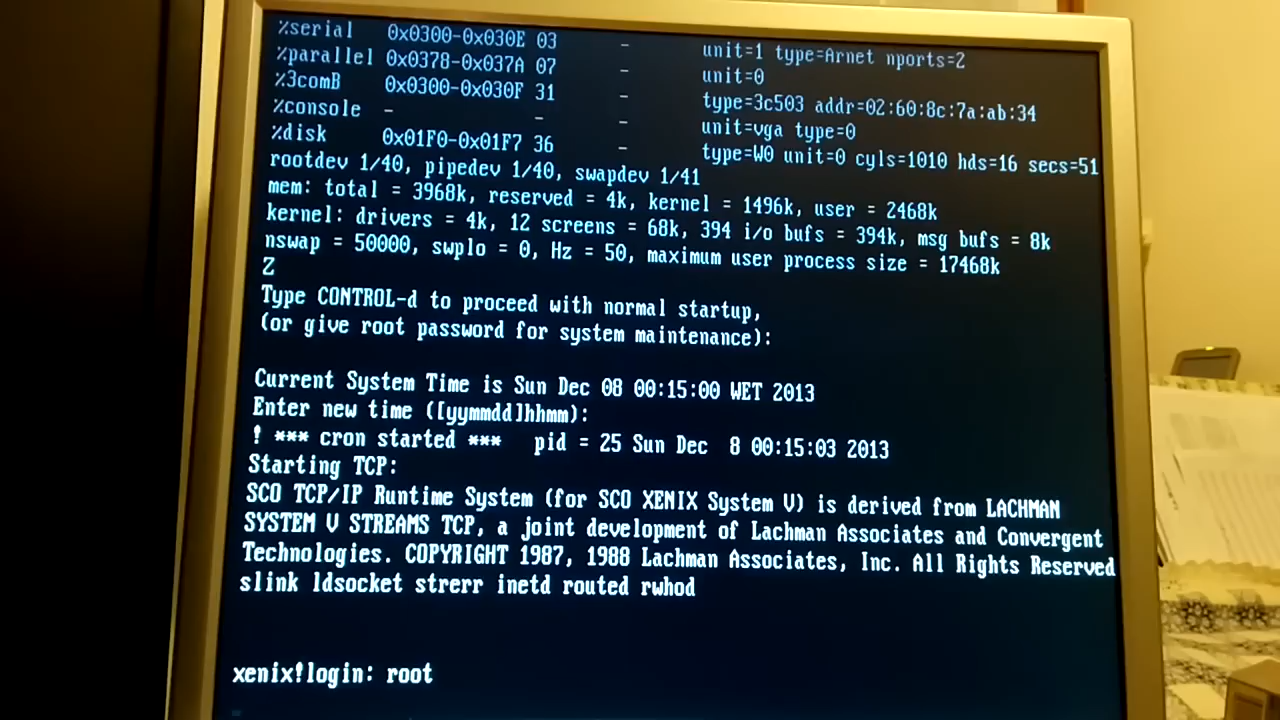 %serial 0x0300-0x030E 03 - unit=1 type=Arnet nports=2
%parallel 0x0378-0x037A 07 - unit=0
%3comB 0x0300-0x030F 31 - type=3c503 addr=02:60:8c:7a:ab:34
%console - - - unit=vga type=0
%disk 0x01F0-0x01F7 36 - type=W0 unit=0 cyls=1010 hds=16 secs=51
rootdev 1/40, pipedev 1/40, swapdev 1/41
mem: total = 3968k, reserved = 4k, kernel = 1496k, user = 2468k
kernel: drivers = 4k, 12 screens = 68k, 394 i/o bufs = 394k, msg bufs = 8k
nswap = 50000, swplo = 0, Hz = 50, maximum user process size = 17468k
Z
Type CONTROL-d to proceed with normal startup,
(or give root password for system maintenance):
Current System Time is Sun Dec 08 00:15:00 WET 2013
Enter new time ([yymmdd]hhmm):
! *** cron started *** pid = 25 Sun Dec 8 00:15:03 2013
Starting TCP:
SCO TCP/IP Runtime System (for SCO XENIX System V) is derived from LACHMAN
SYSTEM V STREAMS TCP, a joint development of Lachman Associates and Convergent
Technologies. COPYRIGHT 1987, 1988 Lachman Associates, Inc. All Rights Reserved
slink ldsocket strerr inetd routed rwhod
xenix!login: root